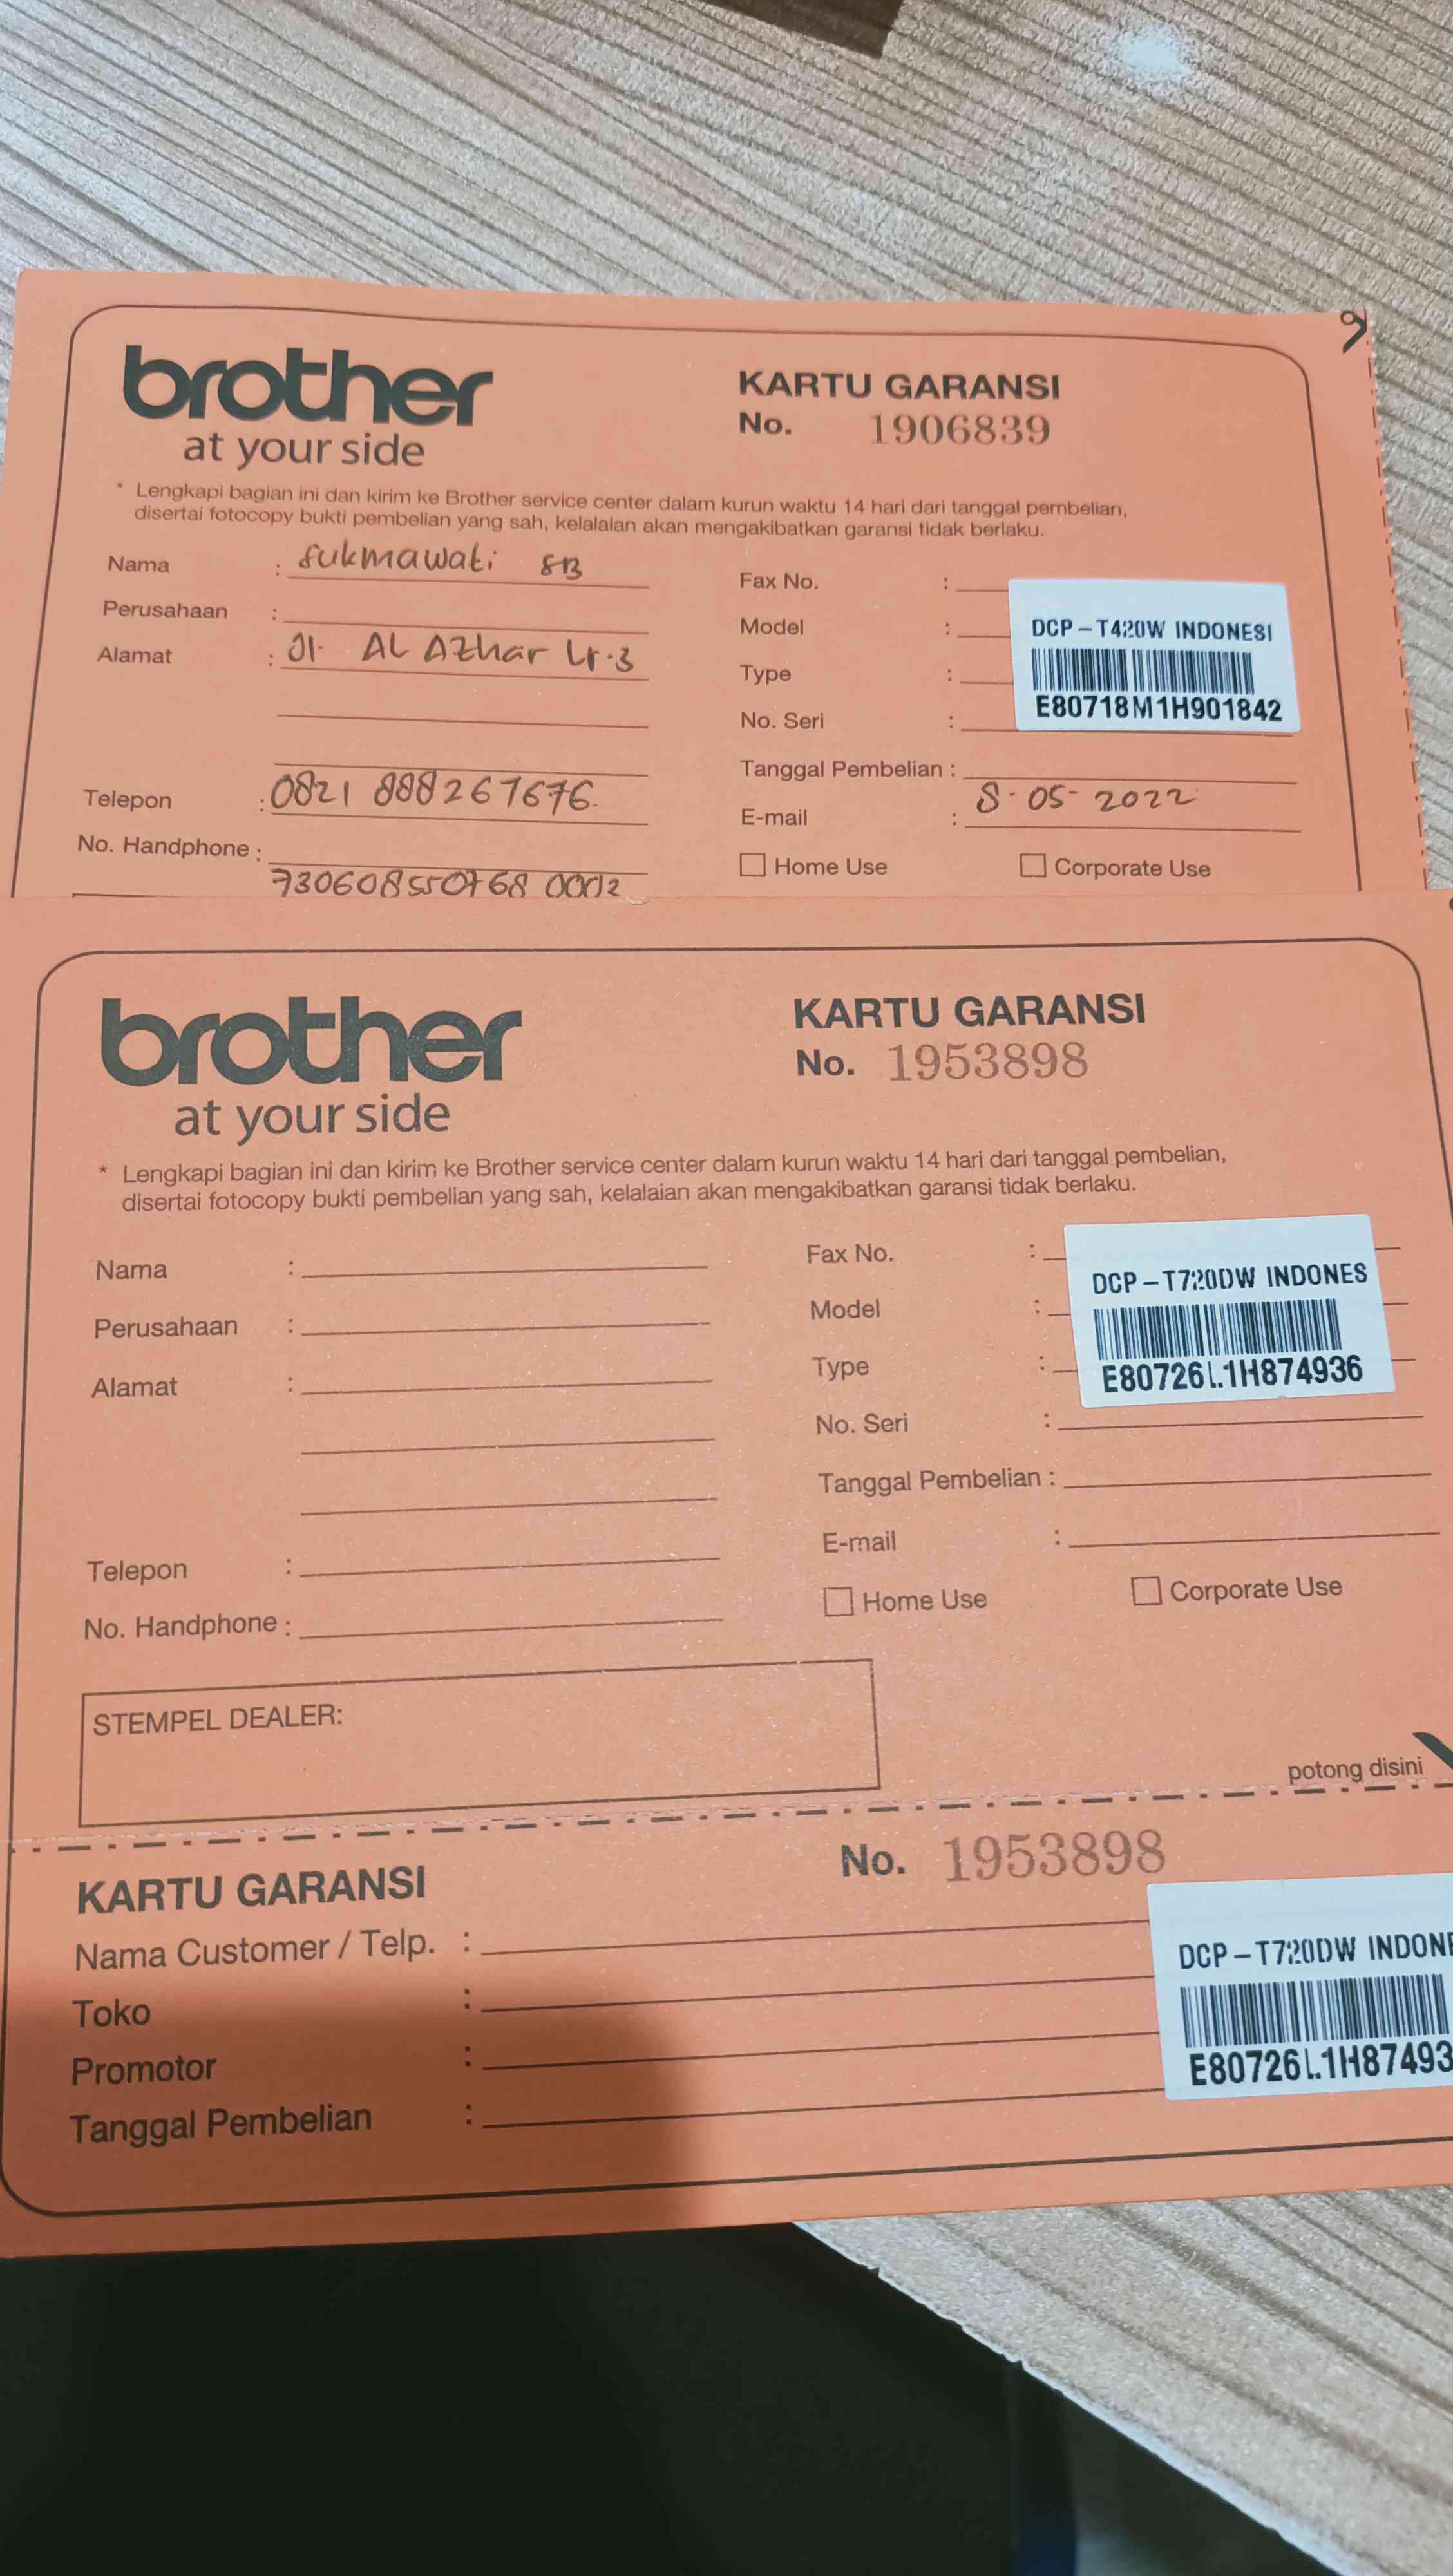 brother
at your side
KARTU GARANSI
No. 1906839
* Lengkapi bagian ini dan kirim ke Brother service center dalam kurun waktu 14 hari dari tanggal pembelian,
disertai fotocopy bukti pembelian yang sah, kelalaian akan mengakibatkan garansi tidak berlaku.
Nama : Sukmawati SB
Perusahaan :
Alamat : Jl. AL AZhar Lr.3
Telepon : 0821 888267676
No. Handphone :
730608550768 0002
Fax No. :
Model :
Type :
No. Seri :
DCP-T420W INDONESI
E80718M1H901842
Tanggal Pembelian :
8-05-2022
E-mail :
Home Use
Corporate Use
brother
at your side
KARTU GARANSI
No. 1953898
* Lengkapi bagian ini dan kirim ke Brother service center dalam kurun waktu 14 hari dari tanggal pembelian,
disertai fotocopy bukti pembelian yang sah, kelalaian akan mengakibatkan garansi tidak berlaku.
Nama :
Perusahaan :
Alamat :
Telepon :
No. Handphone :
Fax No. :
Model :
Type :
No. Seri :
DCP-T720DW INDONES
E80726L1H874936
Tanggal Pembelian :
E-mail :
Home Use
Corporate Use
STEMPEL DEALER:
potong disini
KARTU GARANSI
No. 1953898
Nama Customer / Telp. :
Toko :
Promotor :
Tanggal Pembelian :
DCP-T720DW INDONE
E80726L1H87493